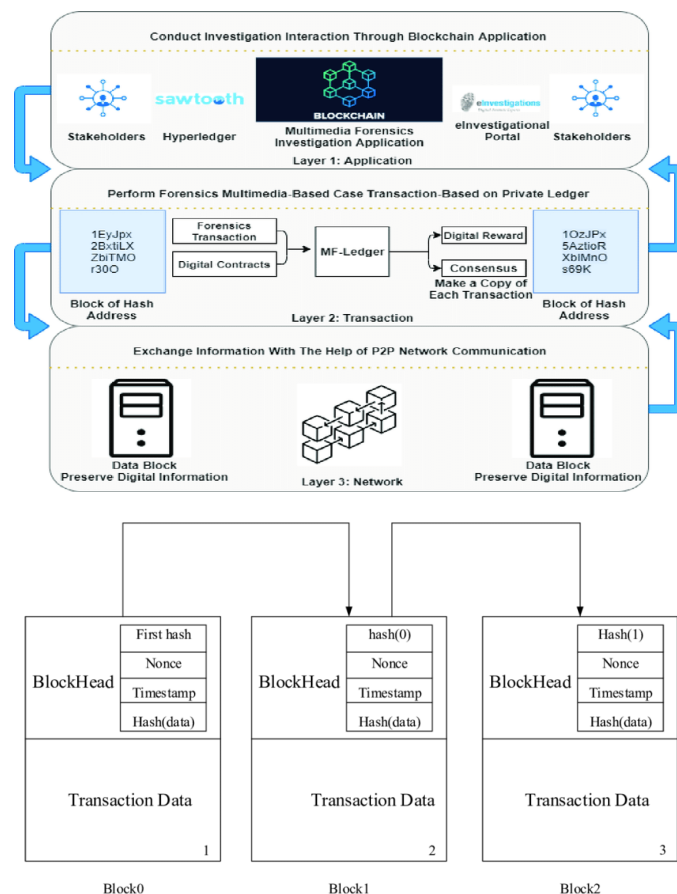 Conduct Investigation Interaction Through Blockchain Application
Stakeholders
sawtooth
Hyperledger
BLOCKCHAIN
Multimedia Forensics
Investigation Application
eInvestigations
eInvestigational
Portal
Stakeholders
Layer 1: Application
Perform Forensics Multimedia-Based Case Transaction-Based on Private Ledger
1EyJpx
2BxtiLX
ZbiTMO
r30O
Block of Hash
Address
Forensics
Transaction
Digital Contracts
MF-Ledger
Digital Reward
Consensus
Make a Copy of
Each Transaction
1OzJPx
5AztioR
XbIMnO
s69K
Block of Hash
Address
Layer 2: Transaction
Exchange Information With The Help of P2P Network Communication
Data Block
Preserve Digital Information
Layer 3: Network
Data Block
Preserve Digital Information
BlockHead
First hash
Nonce
Timestamp
Hash(data)
Transaction Data
1
Block0
BlockHead
hash(0)
Nonce
Timestamp
Hash(data)
Transaction Data
2
Block1
BlockHead
Hash(1)
Nonce
Timestamp
Hash(data)
Transaction Data
3
Block2